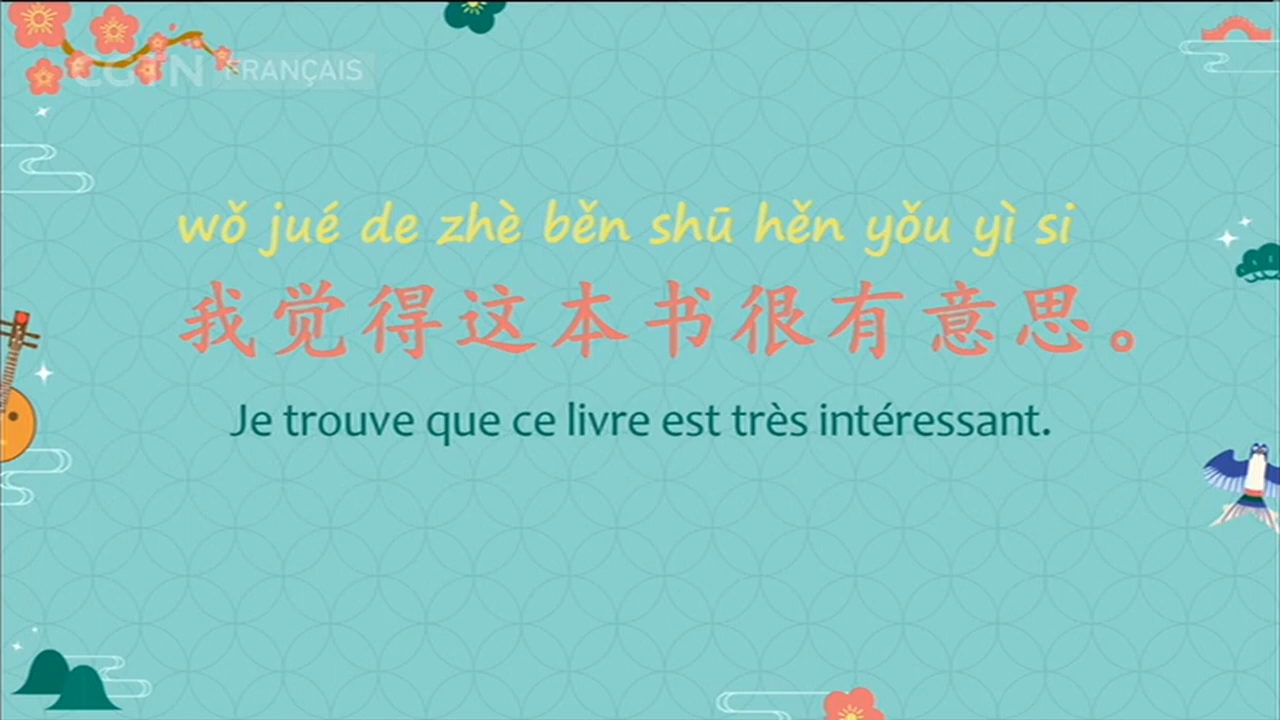 CGTN FRANÇAIS
wǒ jué de zhè běn shū hěn yǒu yì si
我觉得这本书很有意思。
Je trouve que ce livre est très intéressant.